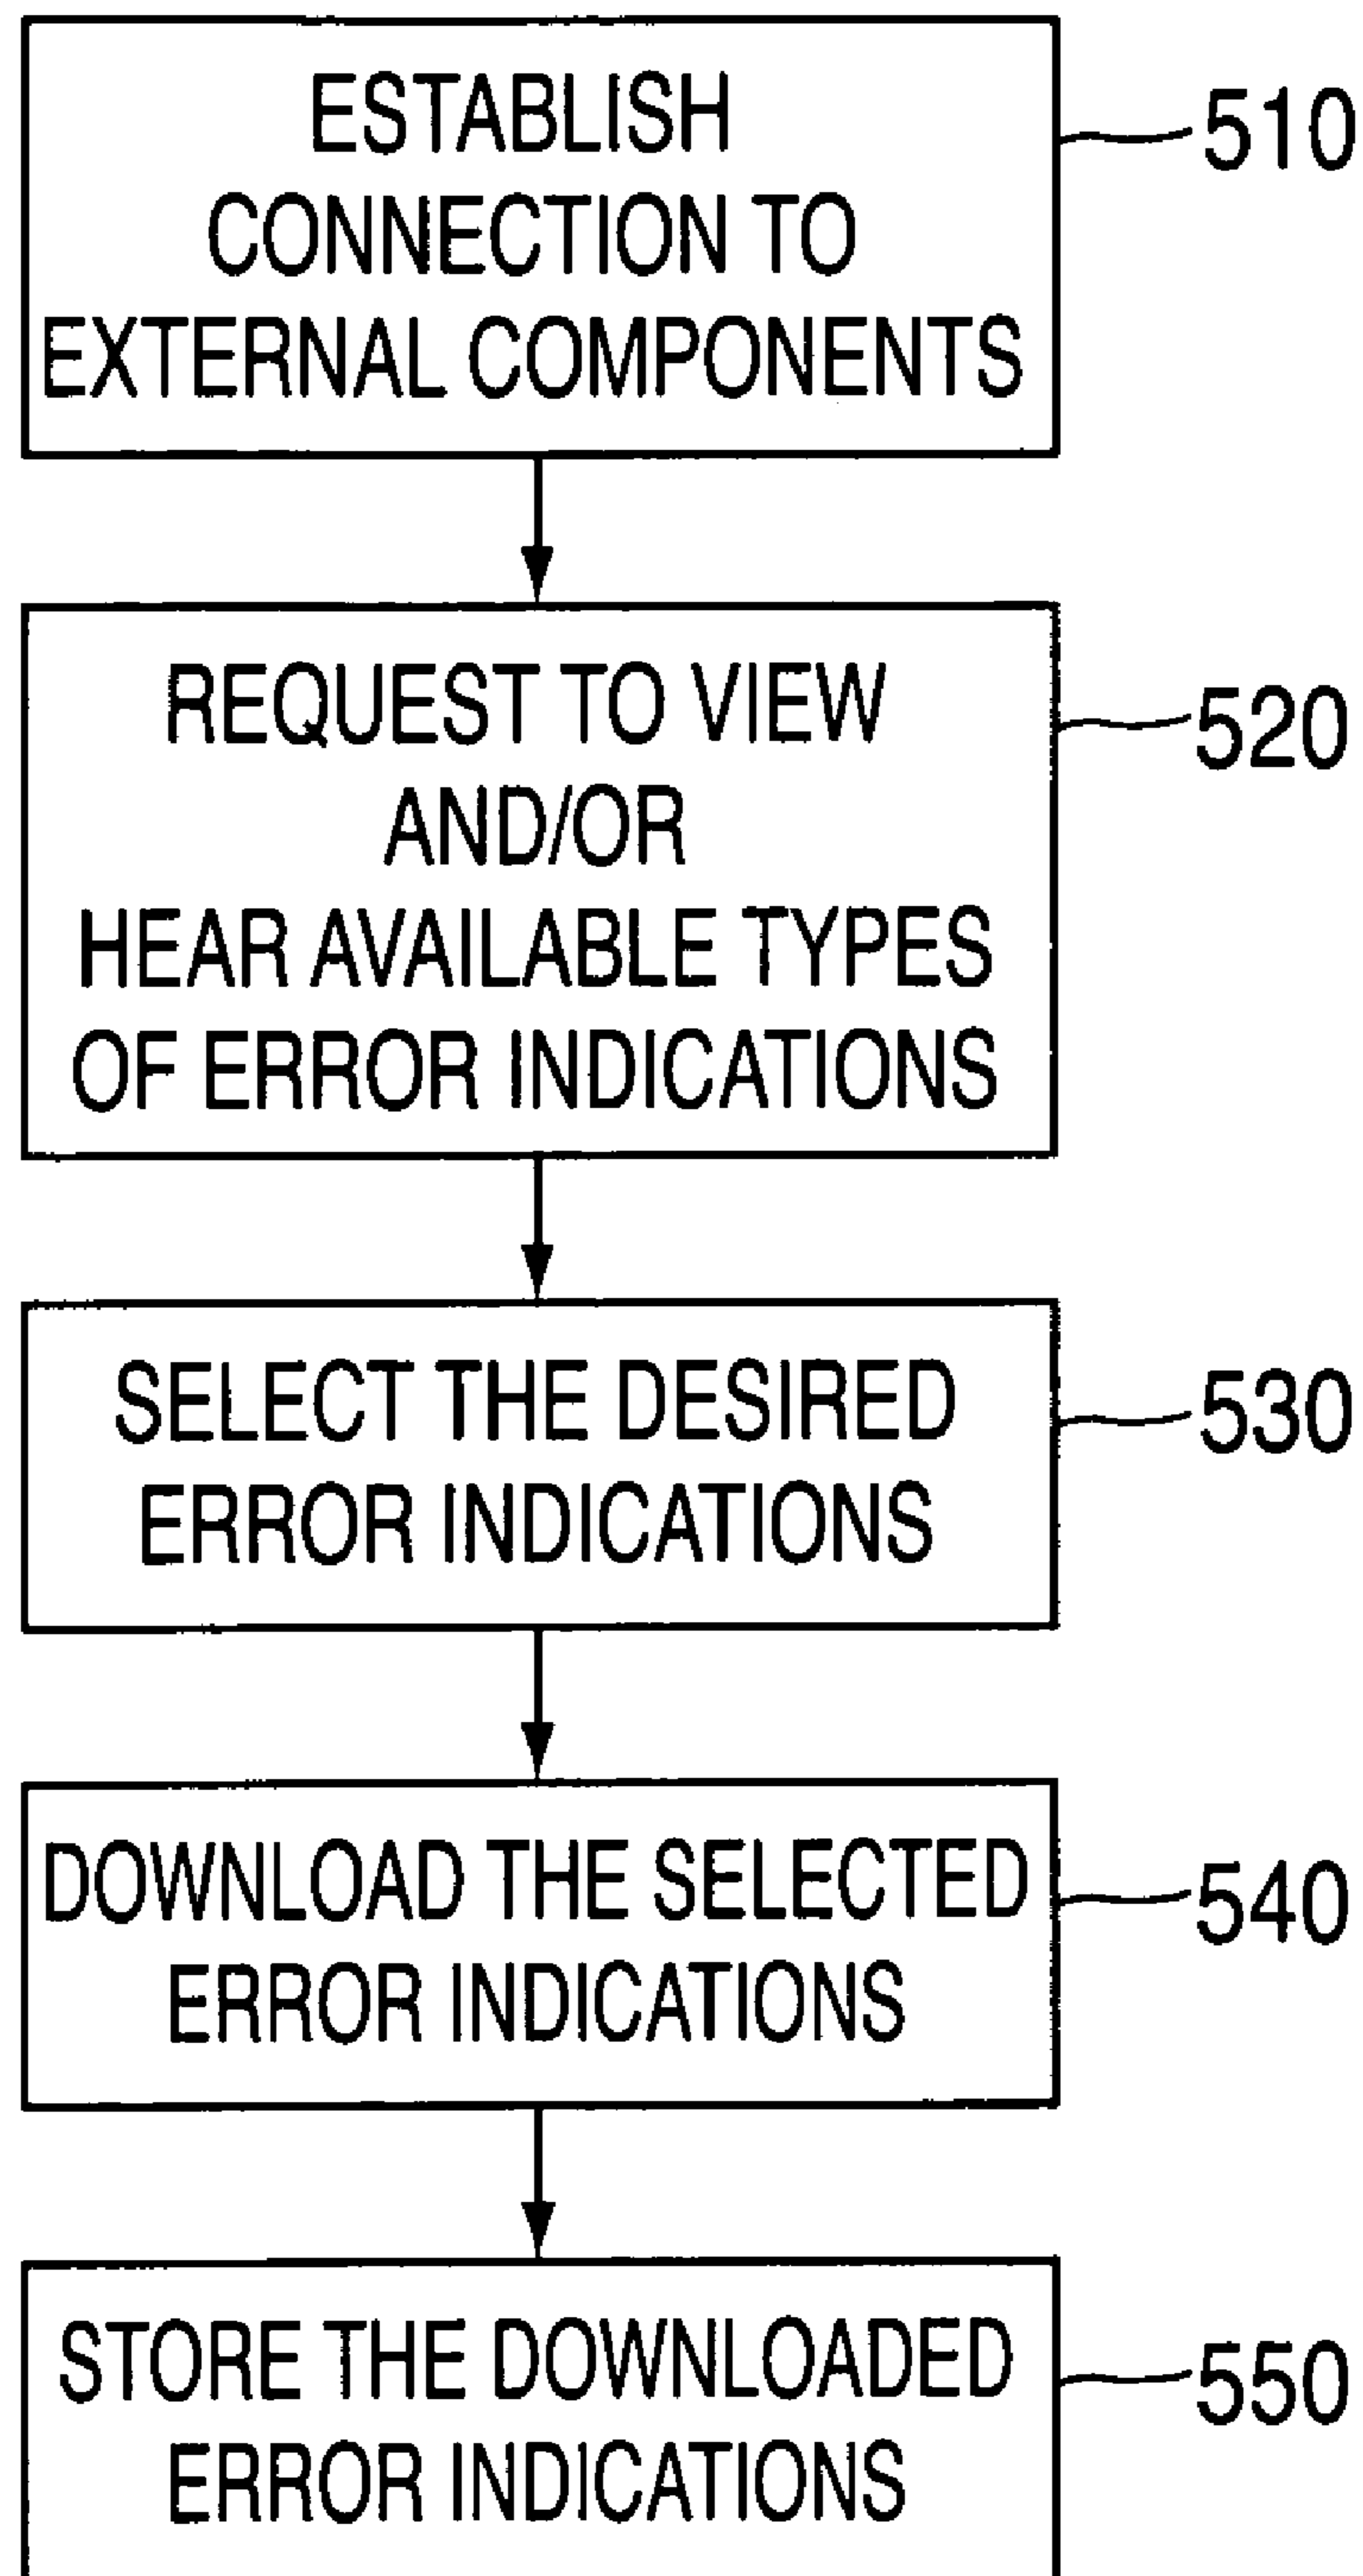 ESTABLISH
CONNECTION TO
EXTERNAL COMPONENTS
510
REQUEST TO VIEW
AND/OR
HEAR AVAILABLE TYPES
OF ERROR INDICATIONS
520
SELECT THE DESIRED
ERROR INDICATIONS
530
DOWNLOAD THE SELECTED
ERROR INDICATIONS
540
STORE THE DOWNLOADED
ERROR INDICATIONS
550